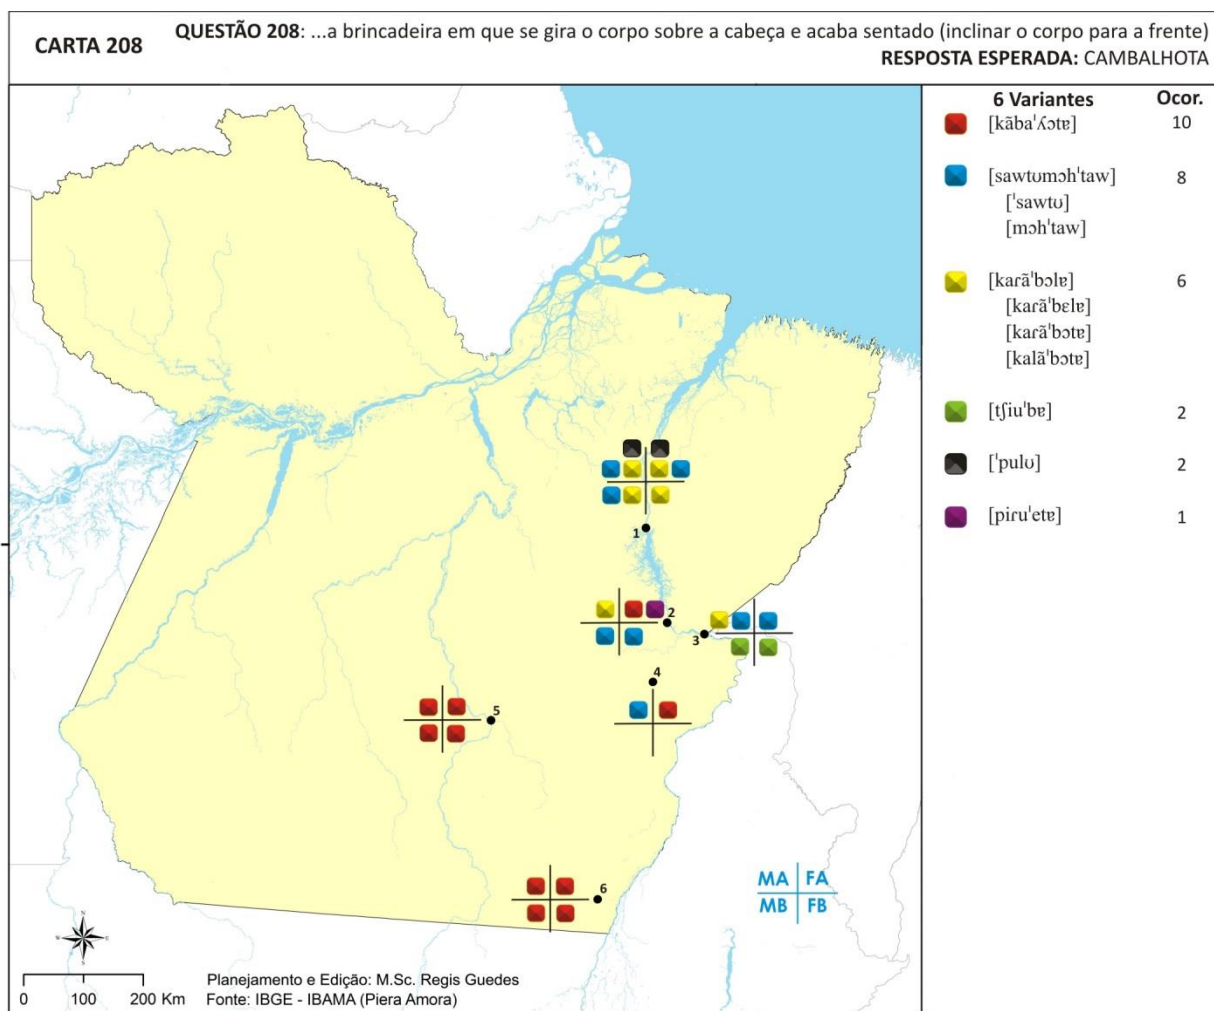 CARTA 208
QUESTÃO 208: ...a brincadeira em que se gira o corpo sobre a cabeça e acaba sentado (inclinar o corpo para a frente)
RESPOSTA ESPERADA: CAMBALHOTA
6 Variantes Ocor.
[kãbaˈʎɔtɐ] 10
[sawtʊmɔhˈtaw] 8
[ˈsawtʊ]
[mɔhˈtaw]
[kaɾãˈbɔlɐ] 6
[kaɾãˈbɛlɐ]
[kaɾãˈbɔtɐ]
[kalãˈbɔtɐ]
[tʃiuˈbɐ] 2
[ˈpulʊ] 2
[piɾuˈetɐ] 1
1
2
3
4
5
6
MA FA
MB FB
N
W E
S
0 100 200 Km
Planejamento e Edição: M.Sc. Regis Guedes
Fonte: IBGE - IBAMA (Piera Amora)